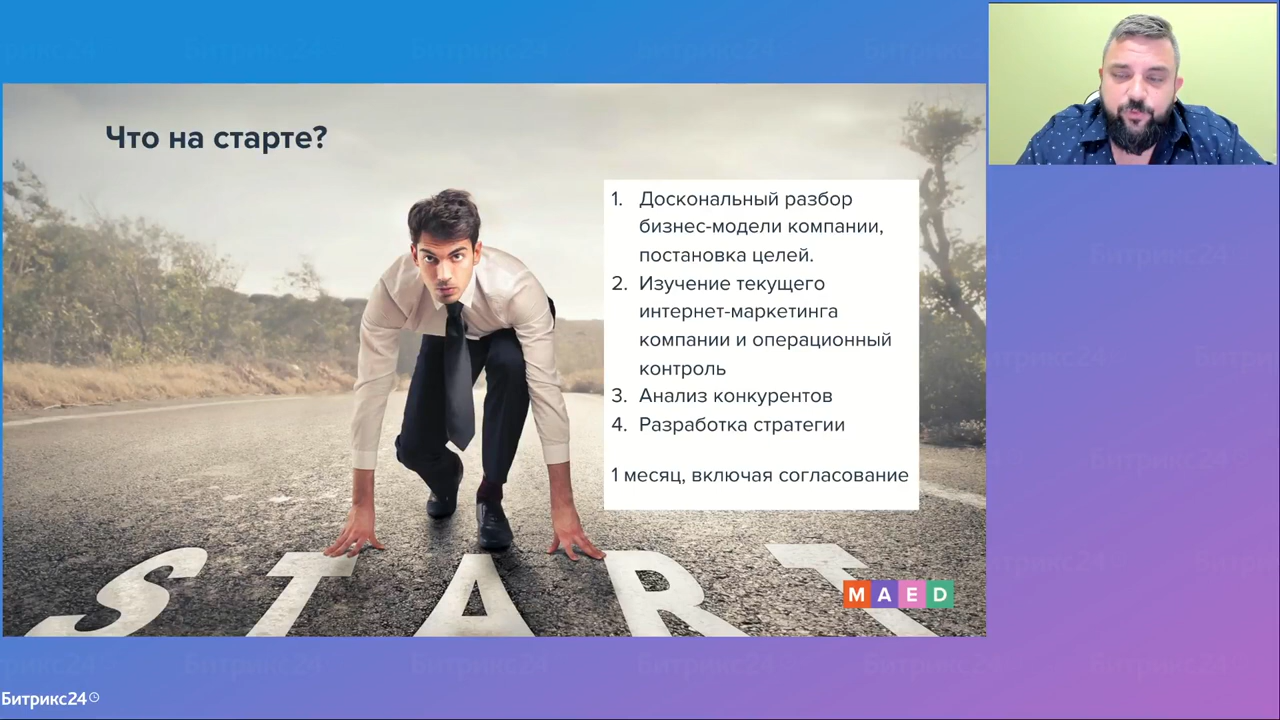 Что на старте?
1. Доскональный разбор
бизнес-модели компании,
постановка целей.
2. Изучение текущего
интернет-маркетинга
компании и операционный
контроль
3. Анализ конкурентов
4. Разработка стратегии
1 месяц, включая согласование
START
MAED
Битрикс24